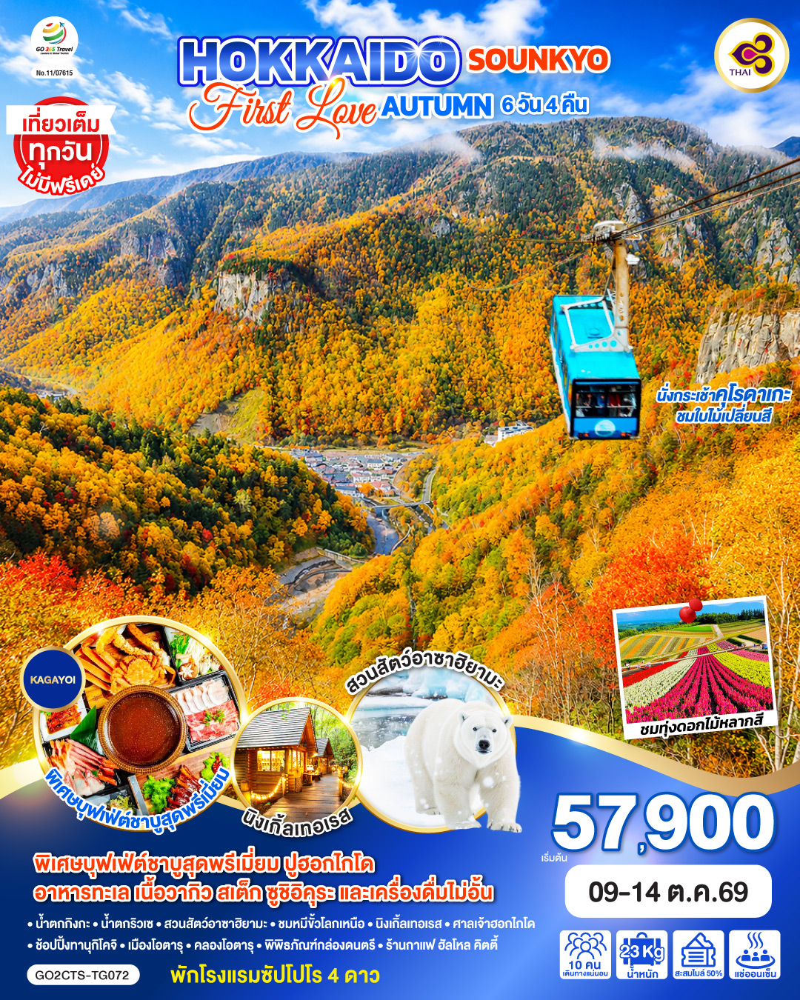 GO 365 Travel
Leaders in Global Tourism
No.11/07615
HOKKAIDO SOUNKYO
First Love AUTUMN 6 วัน 4 คืน
THAI
เที่ยวเต็ม
ทุกวัน
ไม่มีฟรีเดย์
นั่งกระเช้าคุโรดาเกะ
ชมใบไม้เปลี่ยนสี
KAGAYOI
พิเศษบุฟเฟ่ต์ชาบูสุดพรีเมี่ยม
นิงเกิ้ลเทอเรส
สวนสัตว์อาซาฮิยามะ
ชมทุ่งดอกไม้หลากสี
57,900
เริ่มต้น
09-14 ต.ค.69
พิเศษบุฟเฟ่ต์ชาบูสุดพรีเมี่ยม ปูฮอกไกโด
อาหารทะเล เนื้อวากิว สเต็ก ซูชิอิคุระ และเครื่องดื่มไม่อั้น
• น้ำตกกิงกะ • น้ำตกริวเซ • สวนสัตว์อาซาฮิยามะ • ชมหมีขั้วโลกเหนือ • นิงเกิ้ลเทอเรส • ศาลเจ้าฮอกไกโด
• ช้อปปิ้งทานุกิโคจิ • เมืองโอตารุ • คลองโอตารุ • พิพิธภัณฑ์กล่องดนตรี • ร้านกาแฟ ฮัลโหล คิตตี้
GO2CTS-TG072
พักโรงแรมซัปโปโร 4 ดาว
10 คน
เดินทางแน่นอน
23 Kg
น้ำหนัก
สะสมไมล์ 50%
แช่ออนเซ็น